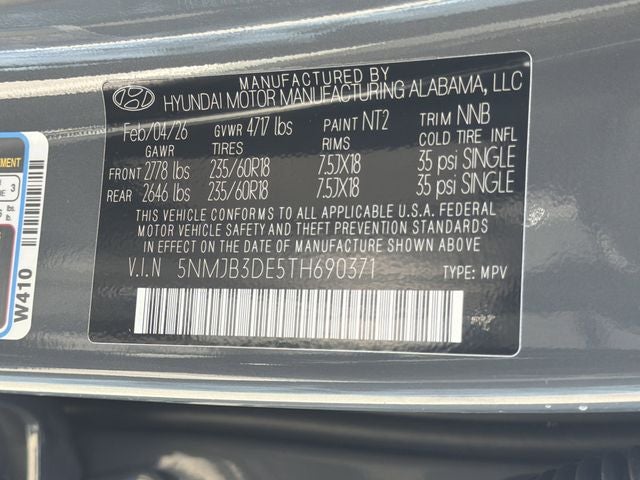 MANUFACTURED BY
HYUNDAI MOTOR MANUFACTURING ALABAMA, LLC
Feb/04/26 GVWR 4717 lbs PAINT NT2 TRIM NNB
GAWR TIRES RIMS COLD TIRE INFL
FRONT 2778 lbs 235/60R18 7.5JX18 35 psi SINGLE
REAR 2646 lbs 235/60R18 7.5JX18 35 psi SINGLE
THIS VEHICLE CONFORMS TO ALL APPLICABLE U.S.A. FEDERAL
MOTOR VEHICLE SAFETY AND THEFT PREVENTION STANDARDS
IN EFFECT ON THE DATE OF MANUFACTURE SHOWN ABOVE.
V.I.N 5NMJB3DE5TH690371 TYPE: MPV
W410
3
lbs.